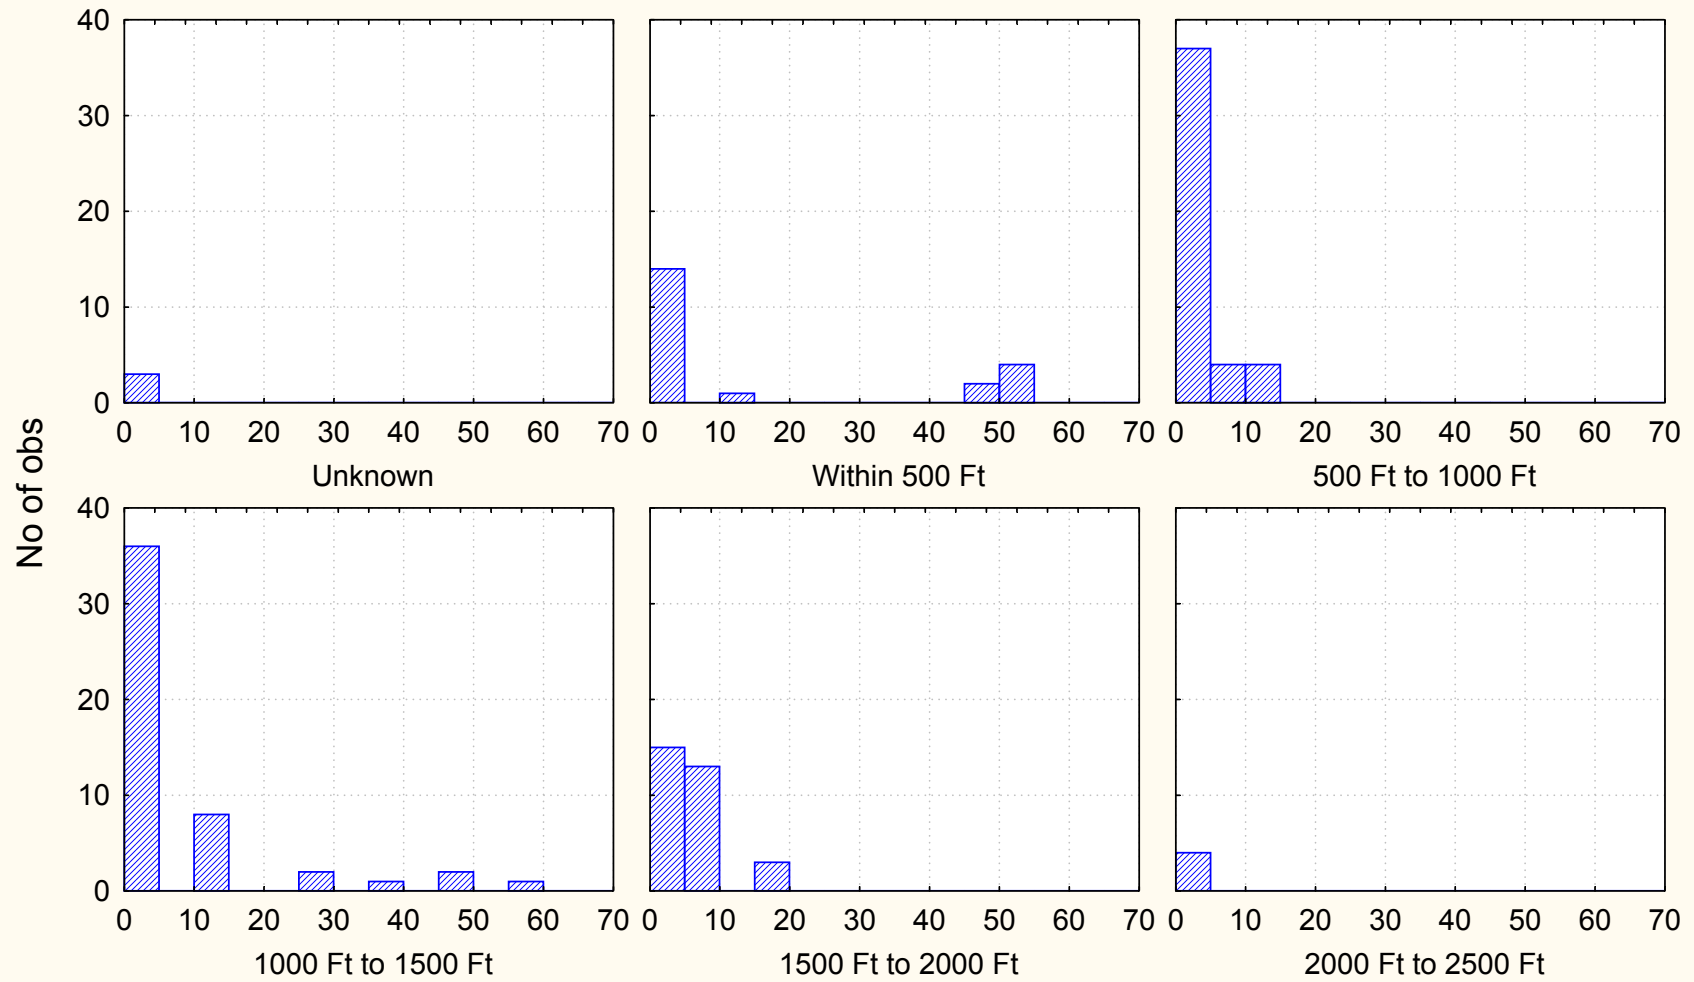 No of obs
40
30
20
10
0
0 10 20 30 40 50 60 70
Unknown
0 10 20 30 40 50 60 70
Within 500 Ft
0 10 20 30 40 50 60 70
500 Ft to 1000 Ft
40
30
20
10
0
0 10 20 30 40 50 60 70
1000 Ft to 1500 Ft
0 10 20 30 40 50 60 70
1500 Ft to 2000 Ft
0 10 20 30 40 50 60 70
2000 Ft to 2500 Ft